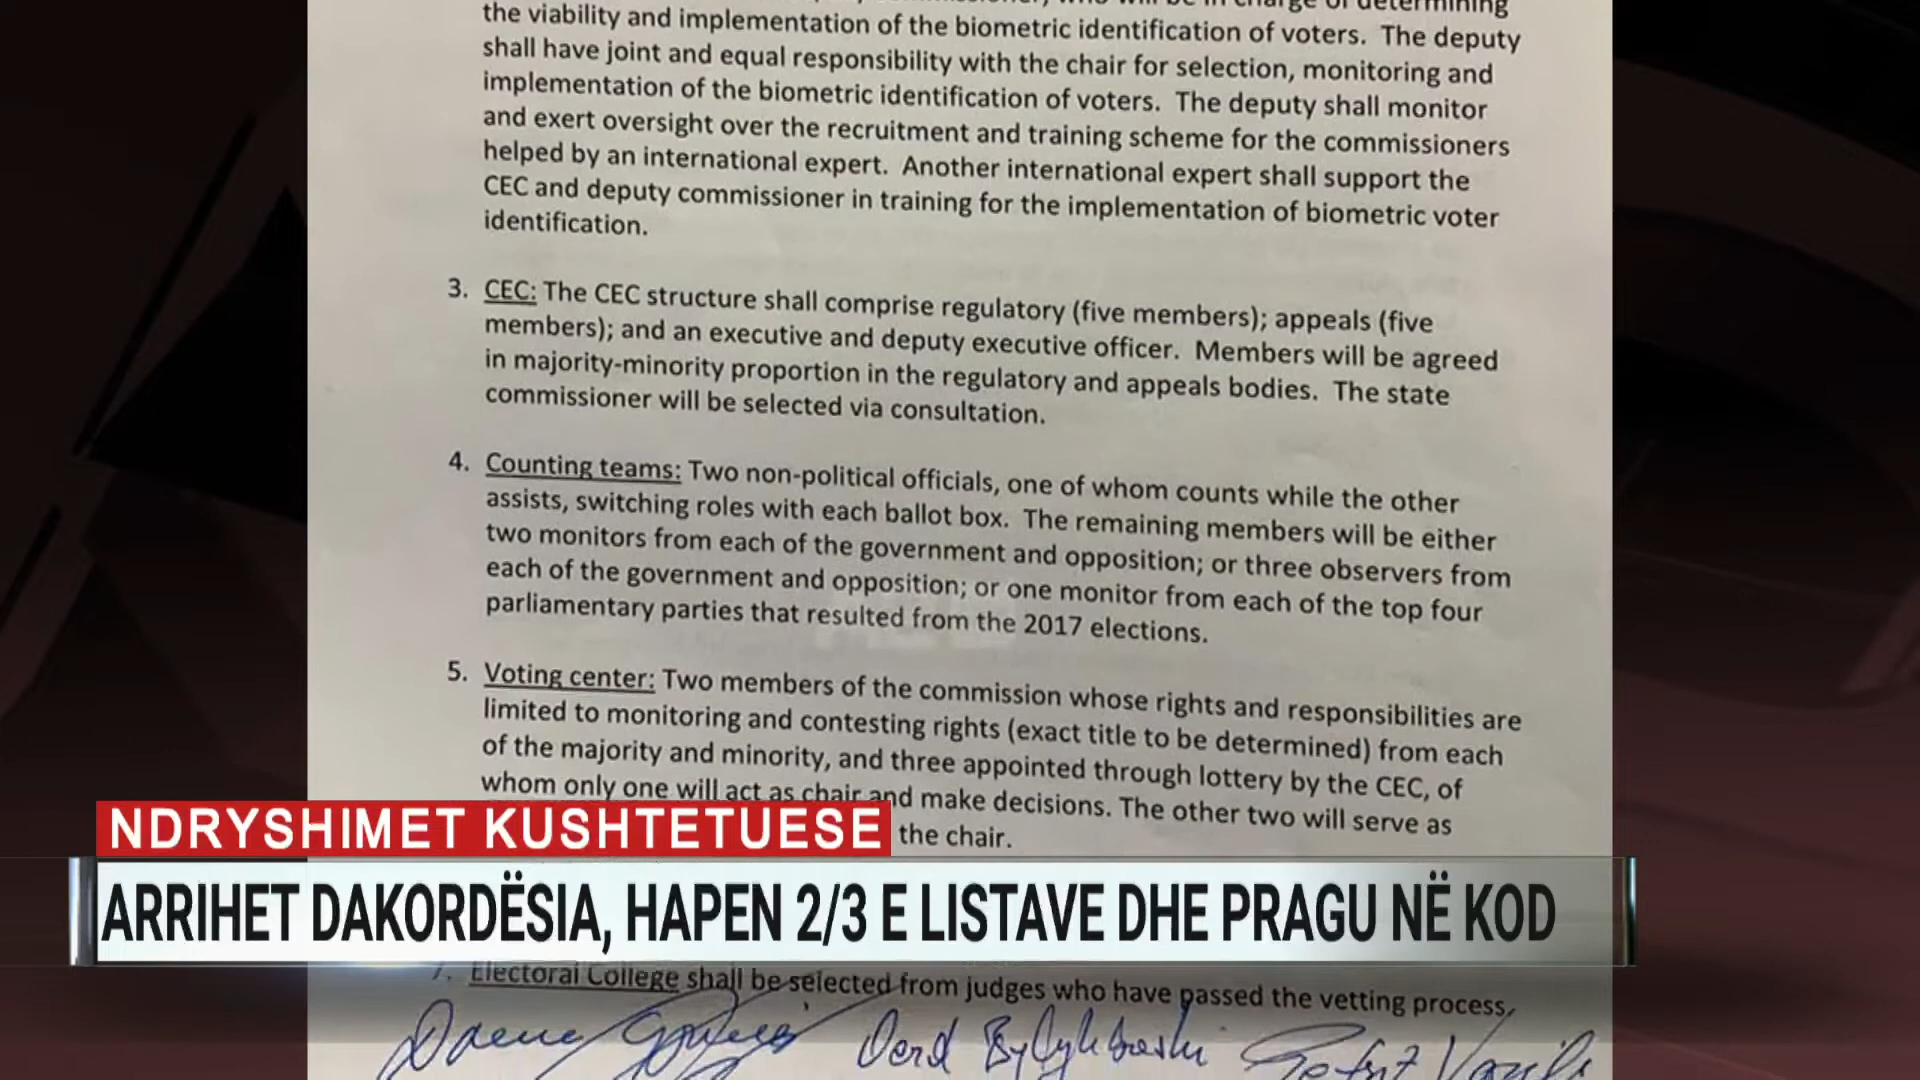 the viability and implementation of the biometric identification of voters. The deputy
shall have joint and equal responsibility with the chair for selection, monitoring and
implementation of the biometric identification of voters. The deputy shall monitor
and exert oversight over the recruitment and training scheme for the commissioners
helped by an international expert. Another international expert shall support the
CEC and deputy commissioner in training for the implementation of biometric voter
identification.
3. CEC: The CEC structure shall comprise regulatory (five members); appeals (five
members); and an executive and deputy executive officer. Members will be agreed
in majority-minority proportion in the regulatory and appeals bodies. The state
commissioner will be selected via consultation.
4. Counting teams: Two non-political officials, one of whom counts while the other
assists, switching roles with each ballot box. The remaining members will be either
two monitors from each of the government and opposition; or three observers from
each of the government and opposition; or one monitor from each of the top four
parliamentary parties that resulted from the 2017 elections.
5. Voting center: Two members of the commission whose rights and responsibilities are
limited to monitoring and contesting rights (exact title to be determined) from each
of the majority and minority, and three appointed through lottery by the CEC, of
whom only one will act as chair and make decisions. The other two will serve as
the chair.
NDRYSHIMET KUSHTETUESE
ARRIHET DAKORDËSIA, HAPEN 2/3 E LISTAVE DHE PRAGU NË KOD
7. Electoral College shall be selected from judges who have passed the vetting process,